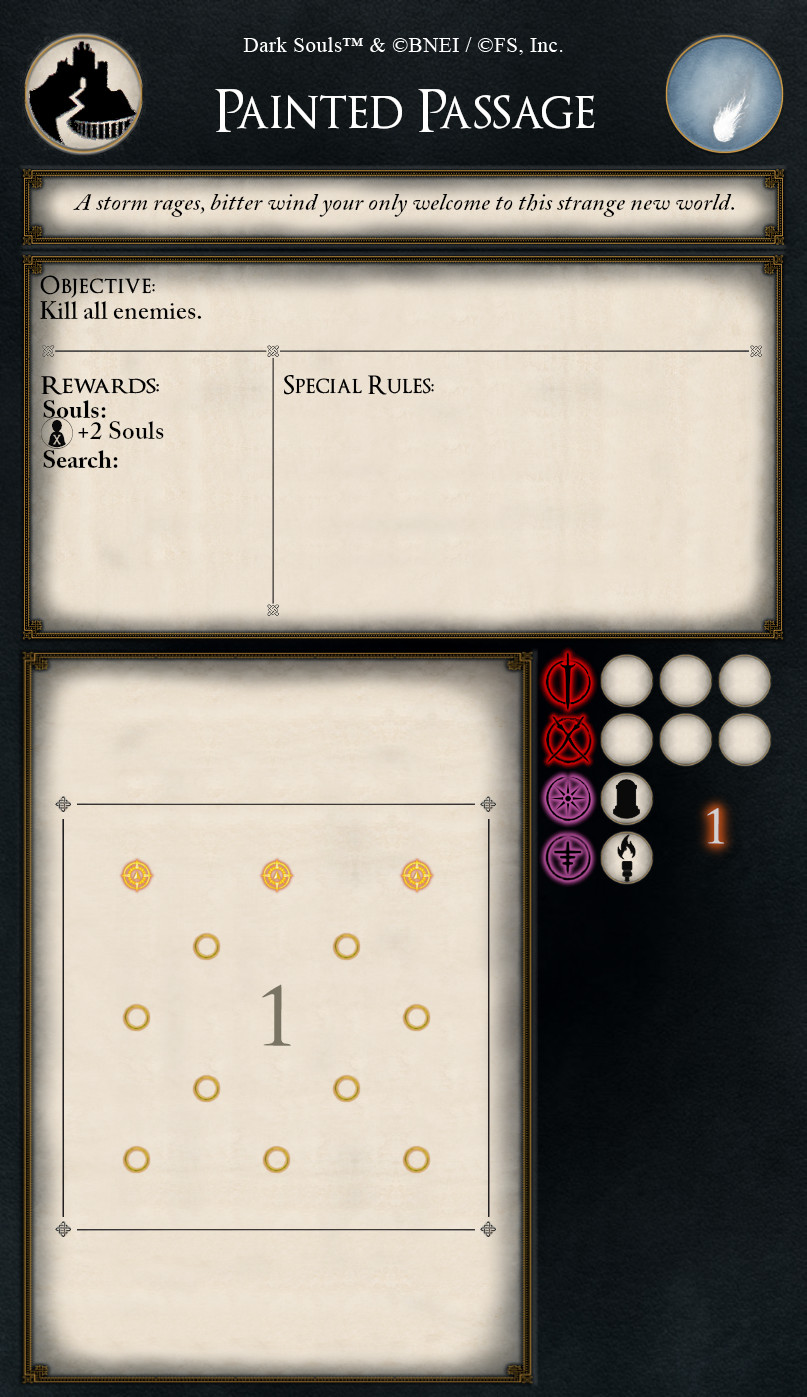 Dark Souls™ & ©BNEI / ©FS, Inc.
Painted Passage
A storm rages, bitter wind your only welcome to this strange new world.
Objective:
Kill all enemies.
Rewards:
Souls:
X +2 Souls
Search:
Special Rules:
1
1